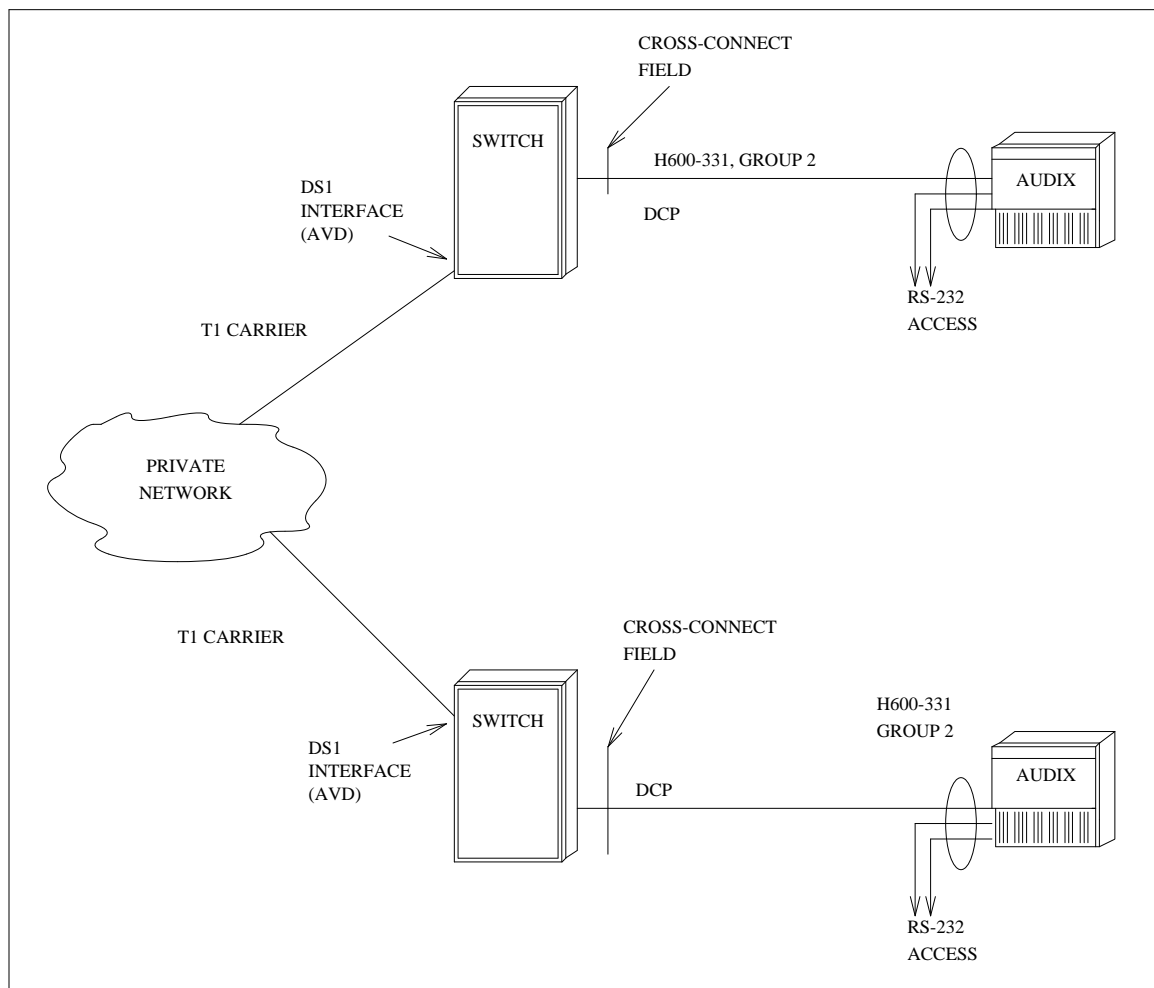 CROSS-CONNECT
FIELD
SWITCH
H600-331, GROUP 2
AUDIX
DS1
INTERFACE
(AVD)
DCP
RS-232
ACCESS
T1 CARRIER
PRIVATE
NETWORK
T1 CARRIER
CROSS-CONNECT
FIELD
SWITCH
H600-331
GROUP 2
DS1
INTERFACE
(AVD)
DCP
AUDIX
RS-232
ACCESS